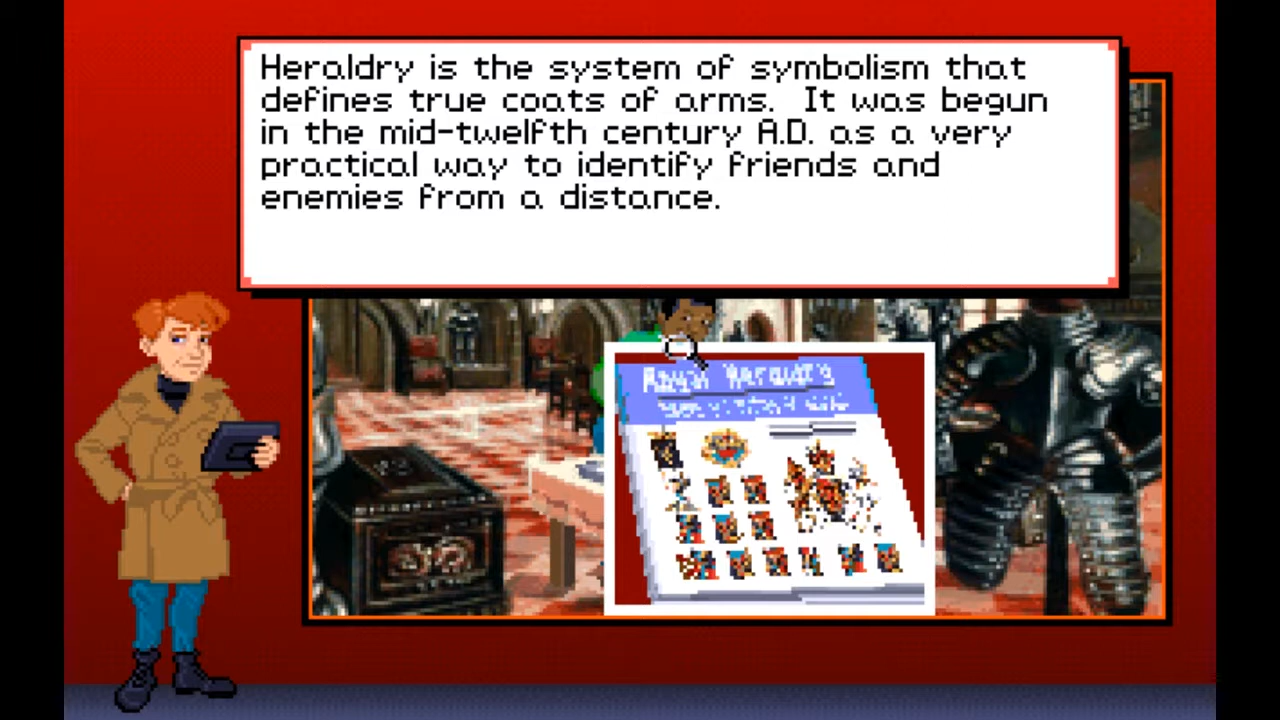 Heraldry is the system of symbolism that
defines true coats of arms.  It was begun
in the mid-twelfth century A.D. as a very
practical way to identify friends and
enemies from a distance.